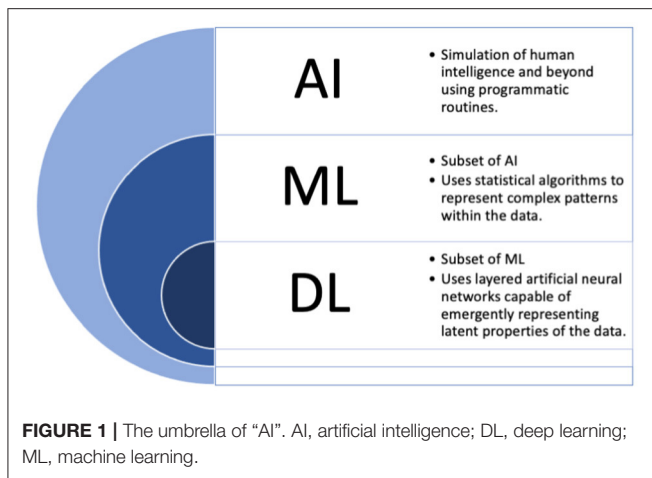 AI
• Simulation of human
intelligence and beyond
using programmatic
routines.
ML
• Subset of AI
• Uses statistical algorithms to
represent complex patterns
within the data.
DL
• Subset of ML
• Uses layered artificial neural
networks capable of
emergently representing
latent properties of the data.
FIGURE 1 | The umbrella of “AI”. AI, artificial intelligence; DL, deep learning;
ML, machine learning.